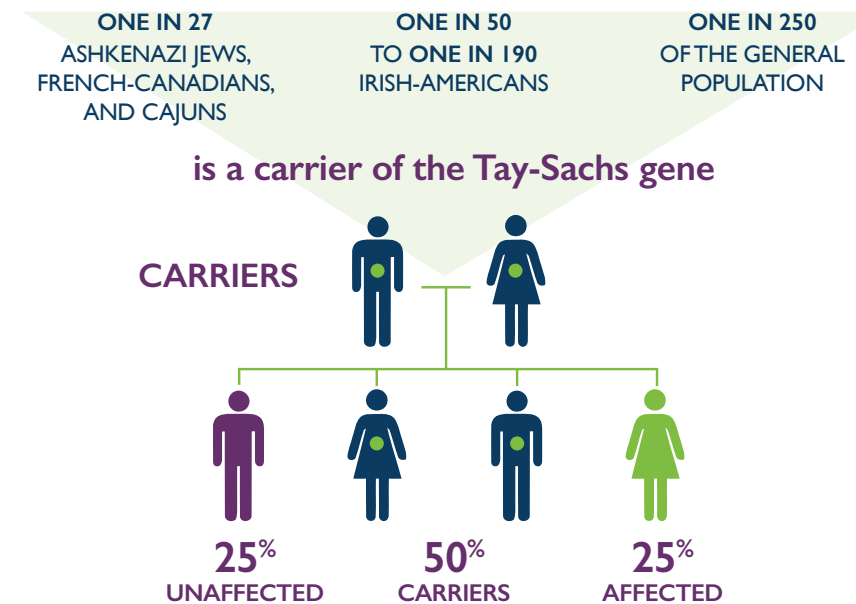 ONE IN 27
ASHKENAZI JEWS,
FRENCH-CANADIANS,
AND CAJUNS
ONE IN 50
TO ONE IN 190
IRISH-AMERICANS
ONE IN 250
OF THE GENERAL
POPULATION
is a carrier of the Tay-Sachs gene
CARRIERS
25%
UNAFFECTED
50%
CARRIERS
25%
AFFECTED